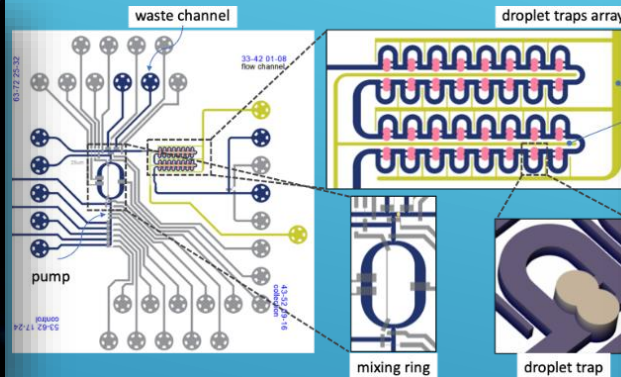 waste channel
droplet traps array
33-42 01-08
flow channel
63-72 25-32
pump
53-62 17-24
control
43-52 09-16
collection
mixing ring
droplet trap